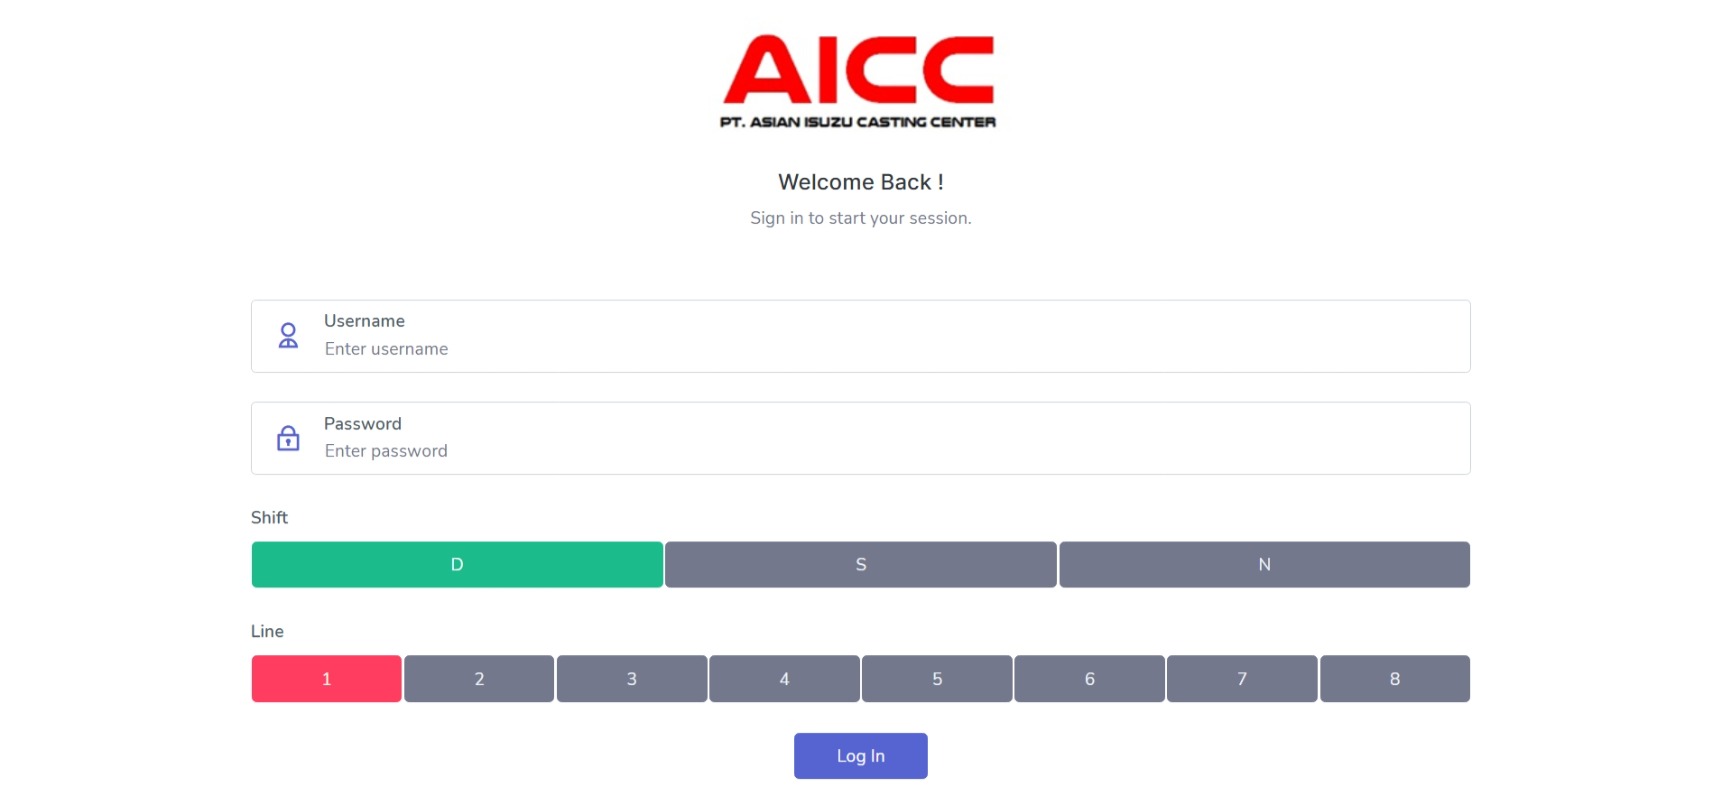 AICC
PT. ASIAN ISUZU CASTING CENTER
Welcome Back !
Sign in to start your session.
Username
Enter username
Password
Enter password
Shift
D S N
Line
1 2 3 4 5 6 7 8
Log In